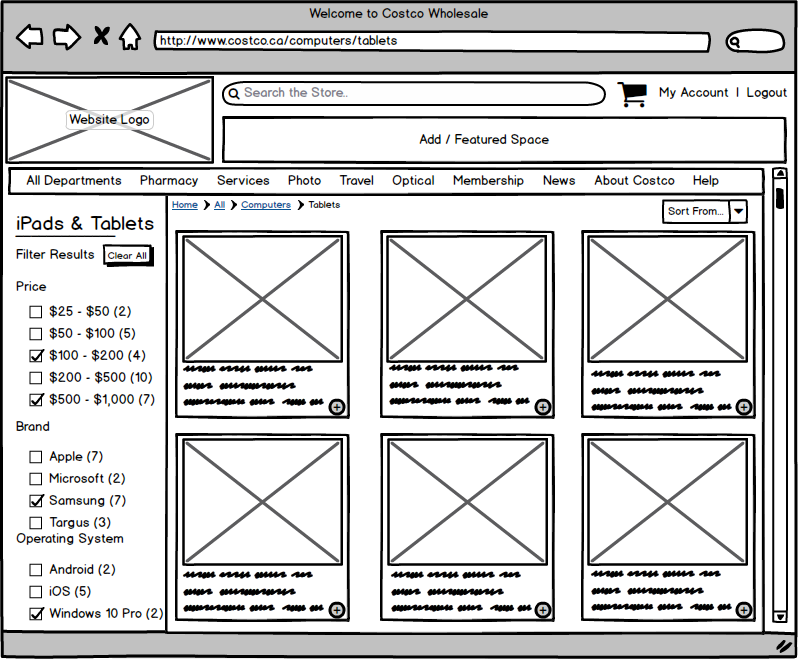 Welcome to Costco Wholesale
http://www.costco.ca/computers/tablets
Website Logo
Search the Store..
My Account | Logout
Add / Featured Space
All Departments Pharmacy Services Photo Travel Optical Membership News About Costco Help
Home All Computers Tablets
Sort From...
iPads & Tablets
Filter Results Clear All
Price
$25 - $50 (2)
$50 - $100 (5)
$100 - $200 (4)
$200 - $500 (10)
$500 - $1,000 (7)
Brand
Apple (7)
Microsoft (2)
Samsung (7)
Targus (3)
Operating System
Android (2)
iOS (5)
Windows 10 Pro (2)